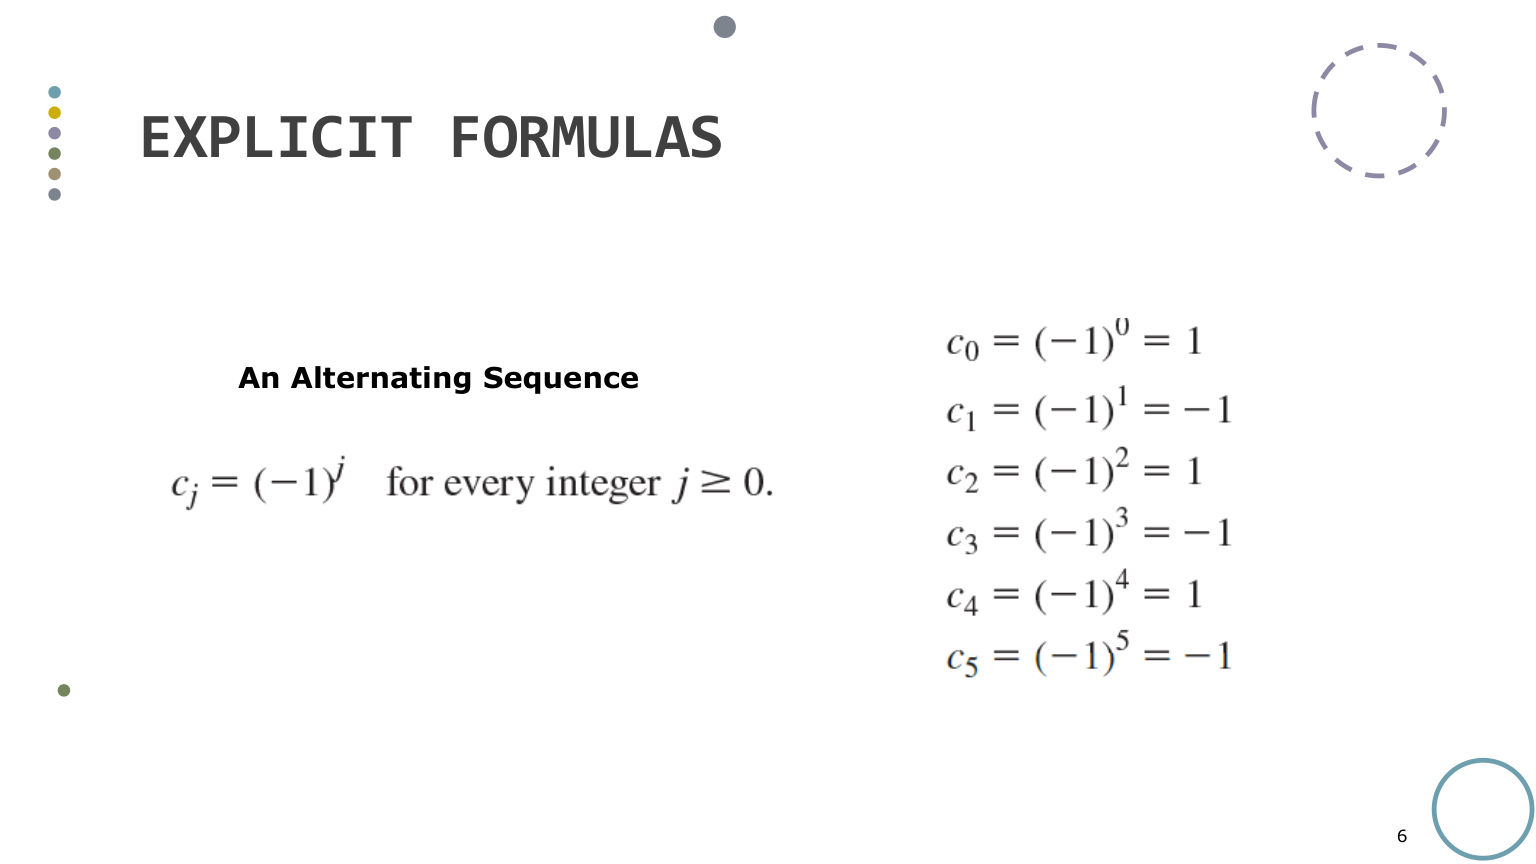 EXPLICIT FORMULAS
An Alternating Sequence
cⱼ = (−1)ʲ for every integer j ≥ 0.
c₀ = (−1)⁰ = 1
c₁ = (−1)¹ = −1
c₂ = (−1)² = 1
c₃ = (−1)³ = −1
c₄ = (−1)⁴ = 1
c₅ = (−1)⁵ = −1
6